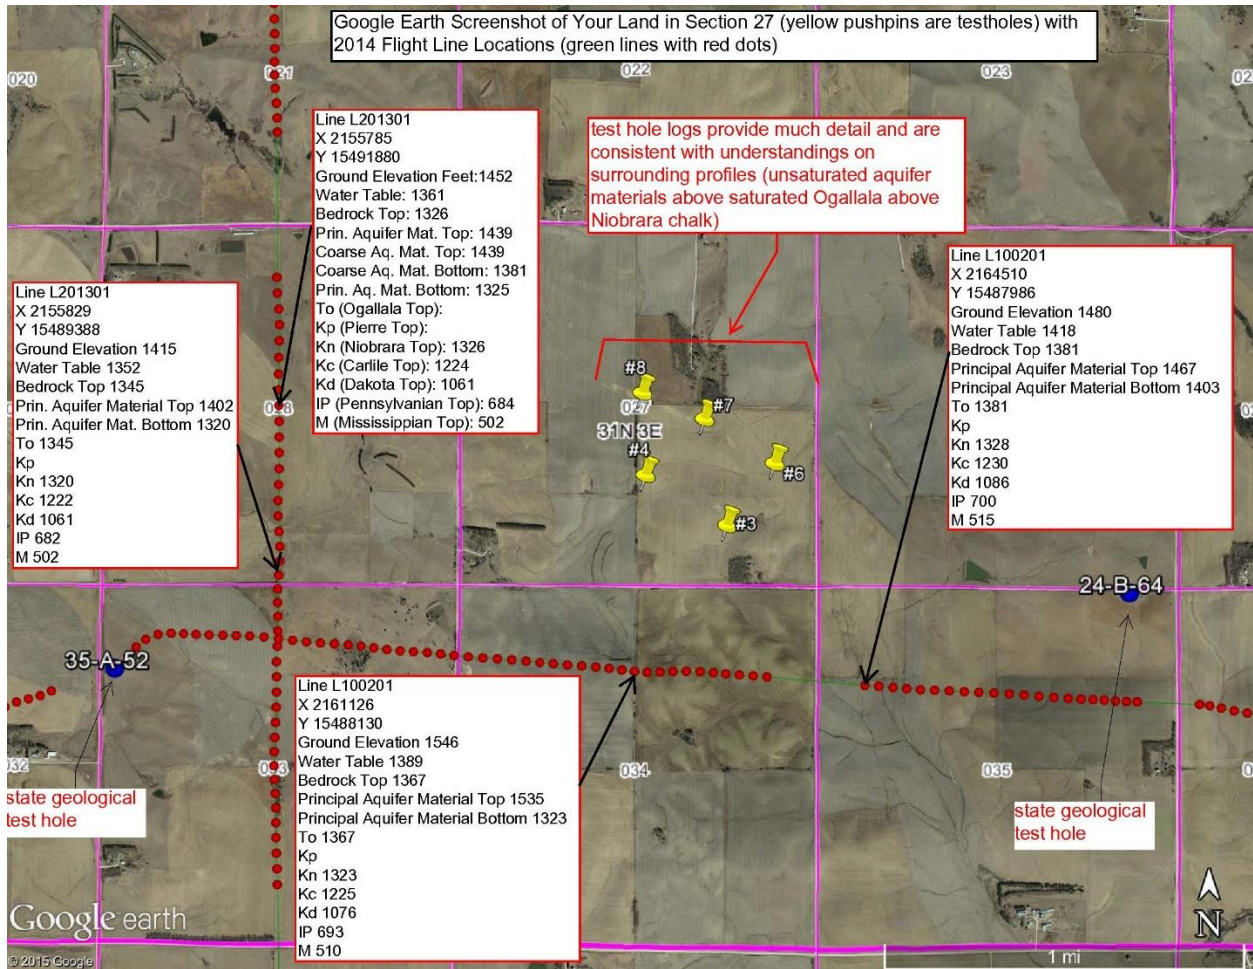 Google Earth Screenshot of Your Land in Section 27 (yellow pushpins are testholes) with
2014 Flight Line Locations (green lines with red dots)
020
021
022
023
Line L201301
X 2155785
Y 15491880
Ground Elevation Feet:1452
Water Table: 1361
Bedrock Top: 1326
Prin. Aquifer Mat. Top: 1439
Coarse Aq. Mat. Top: 1439
Coarse Aq. Mat. Bottom: 1381
Prin. Aq. Mat. Bottom: 1325
To (Ogallala Top):
Kp (Pierre Top):
Kn (Niobrara Top): 1326
Kc (Carlile Top): 1224
Kd (Dakota Top): 1061
IP (Pennsylvanian Top): 684
M (Mississippian Top): 502
test hole logs provide much detail and are
consistent with understandings on
surrounding profiles (unsaturated aquifer
materials above saturated Ogallala above
Niobrara chalk)
Line L100201
X 2164510
Y 15487986
Ground Elevation 1480
Water Table 1418
Bedrock Top 1381
Principal Aquifer Material Top 1467
Principal Aquifer Material Bottom 1403
To 1381
Kp
Kn 1328
Kc 1230
Kd 1086
IP 700
M 515
Line L201301
X 2155829
Y 15489388
Ground Elevation 1415
Water Table 1352
Bedrock Top 1345
Prin. Aquifer Material Top 1402
Prin. Aquifer Mat. Bottom 1320
To 1345
Kp
Kn 1320
Kc 1222
Kd 1061
IP 682
M 502
#8
028
027
#7
31N 3E
#4
#6
#3
24-B-64
35-A-52
Line L100201
X 2161126
Y 15488130
Ground Elevation 1546
Water Table 1389
Bedrock Top 1367
Principal Aquifer Material Top 1535
Principal Aquifer Material Bottom 1323
To 1367
Kp
Kn 1323
Kc 1225
Kd 1076
IP 693
M 510
032
033
034
035
state geological
test hole
state geological
test hole
N
Google earth
© 2015 Google
1 mi